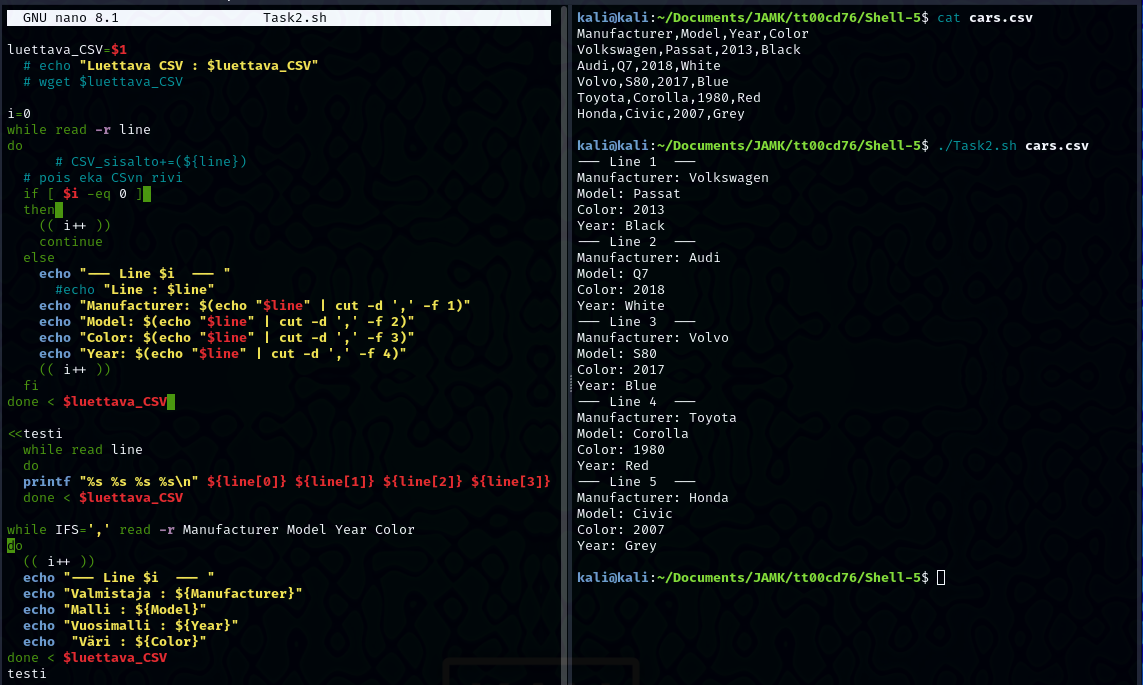 GNU nano 8.1                  Task2.sh
luettava_CSV=$1
  # echo "Luettava CSV : $luettava_CSV"
  # wget $luettava_CSV
i=0
while read -r line
do
      # CSV_sisalto+=(${line})
  # pois eka CSvn rivi
  if [ $i -eq 0 ]
  then
    (( i++ ))
    continue
  else
    echo "--- Line $i  --- "
      #echo "Line : $line"
    echo "Manufacturer: $(echo "$line" | cut -d ',' -f 1)"
    echo "Model: $(echo "$line" | cut -d ',' -f 2)"
    echo "Color: $(echo "$line" | cut -d ',' -f 3)"
    echo "Year: $(echo "$line" | cut -d ',' -f 4)"
    (( i++ ))
  fi
done < $luettava_CSV
<<testi
  while read line
  do
  printf "%s %s %s %s\n" ${line[0]} ${line[1]} ${line[2]} ${line[3]}
  done < $luettava_CSV
while IFS=',' read -r Manufacturer Model Year Color
do
  (( i++ ))
  echo "--- Line $i  --- "
  echo "Valmistaja : ${Manufacturer}"
  echo "Malli : ${Model}"
  echo "Vuosimalli : ${Year}"
  echo  "Väri : ${Color}"
done < $luettava_CSV
testi
kali@kali:~/Documents/JAMK/tt00cd76/Shell-5$ cat cars.csv
Manufacturer,Model,Year,Color
Volkswagen,Passat,2013,Black
Audi,Q7,2018,White
Volvo,S80,2017,Blue
Toyota,Corolla,1980,Red
Honda,Civic,2007,Grey
kali@kali:~/Documents/JAMK/tt00cd76/Shell-5$ ./Task2.sh cars.csv
--- Line 1  ---
Manufacturer: Volkswagen
Model: Passat
Color: 2013
Year: Black
--- Line 2  ---
Manufacturer: Audi
Model: Q7
Color: 2018
Year: White
--- Line 3  ---
Manufacturer: Volvo
Model: S80
Color: 2017
Year: Blue
--- Line 4  ---
Manufacturer: Toyota
Model: Corolla
Color: 1980
Year: Red
--- Line 5  ---
Manufacturer: Honda
Model: Civic
Color: 2007
Year: Grey
kali@kali:~/Documents/JAMK/tt00cd76/Shell-5$